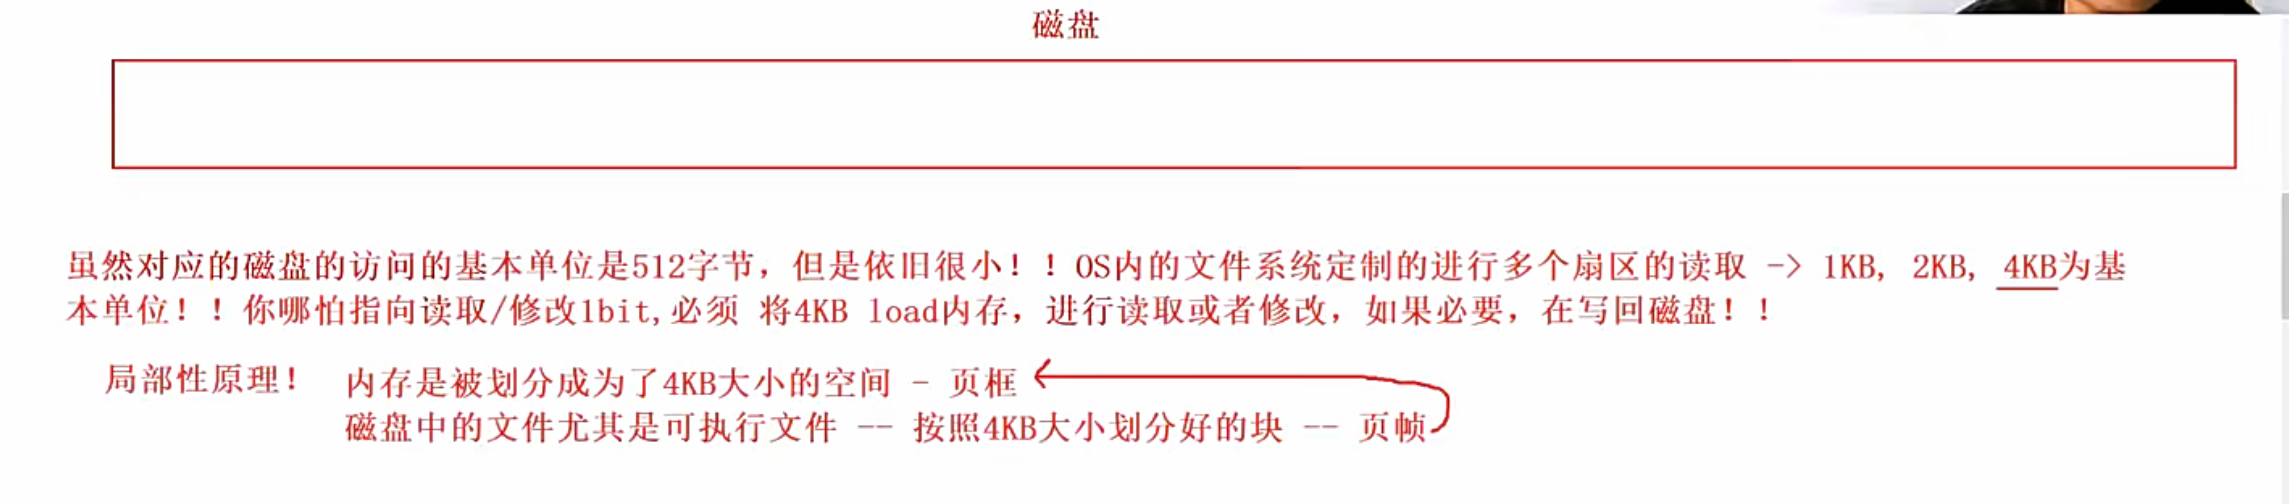 磁盘
虽然对应的磁盘的访问的基本单位是512字节，但是依旧很小！！OS内的文件系统定制的进行多个扇区的读取 -> 1KB, 2KB, 4KB为基
本单位！！你哪怕指向读取/修改1bit,必须 将4KB load内存，进行读取或者修改，如果必要，在写回磁盘！！
局部性原理！ 内存是被划分成为了4KB大小的空间 - 页框
磁盘中的文件尤其是可执行文件 -- 按照4KB大小划分好的块 -- 页帧